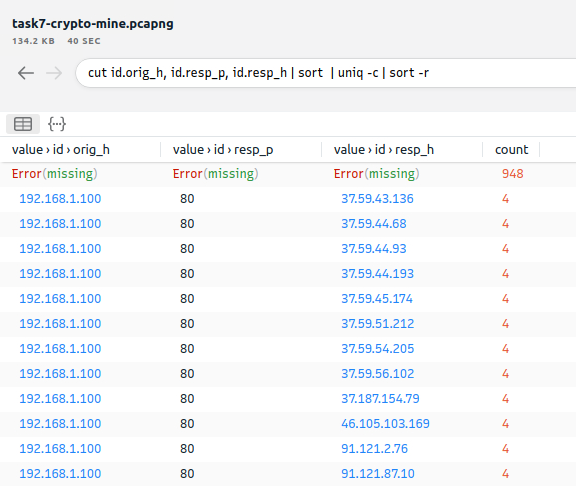 task7-crypto-mine.pcapng
134.2 KB 40 SEC
cut id.orig_h, id.resp_p, id.resp_h | sort | uniq -c | sort -r
value › id › orig_h value › id › resp_p value › id › resp_h count
Error(missing) Error(missing) Error(missing) 948
192.168.1.100 80 37.59.43.136 4
192.168.1.100 80 37.59.44.68 4
192.168.1.100 80 37.59.44.93 4
192.168.1.100 80 37.59.44.193 4
192.168.1.100 80 37.59.45.174 4
192.168.1.100 80 37.59.51.212 4
192.168.1.100 80 37.59.54.205 4
192.168.1.100 80 37.59.56.102 4
192.168.1.100 80 37.187.154.79 4
192.168.1.100 80 46.105.103.169 4
192.168.1.100 80 91.121.2.76 4
192.168.1.100 80 91.121.87.10 4